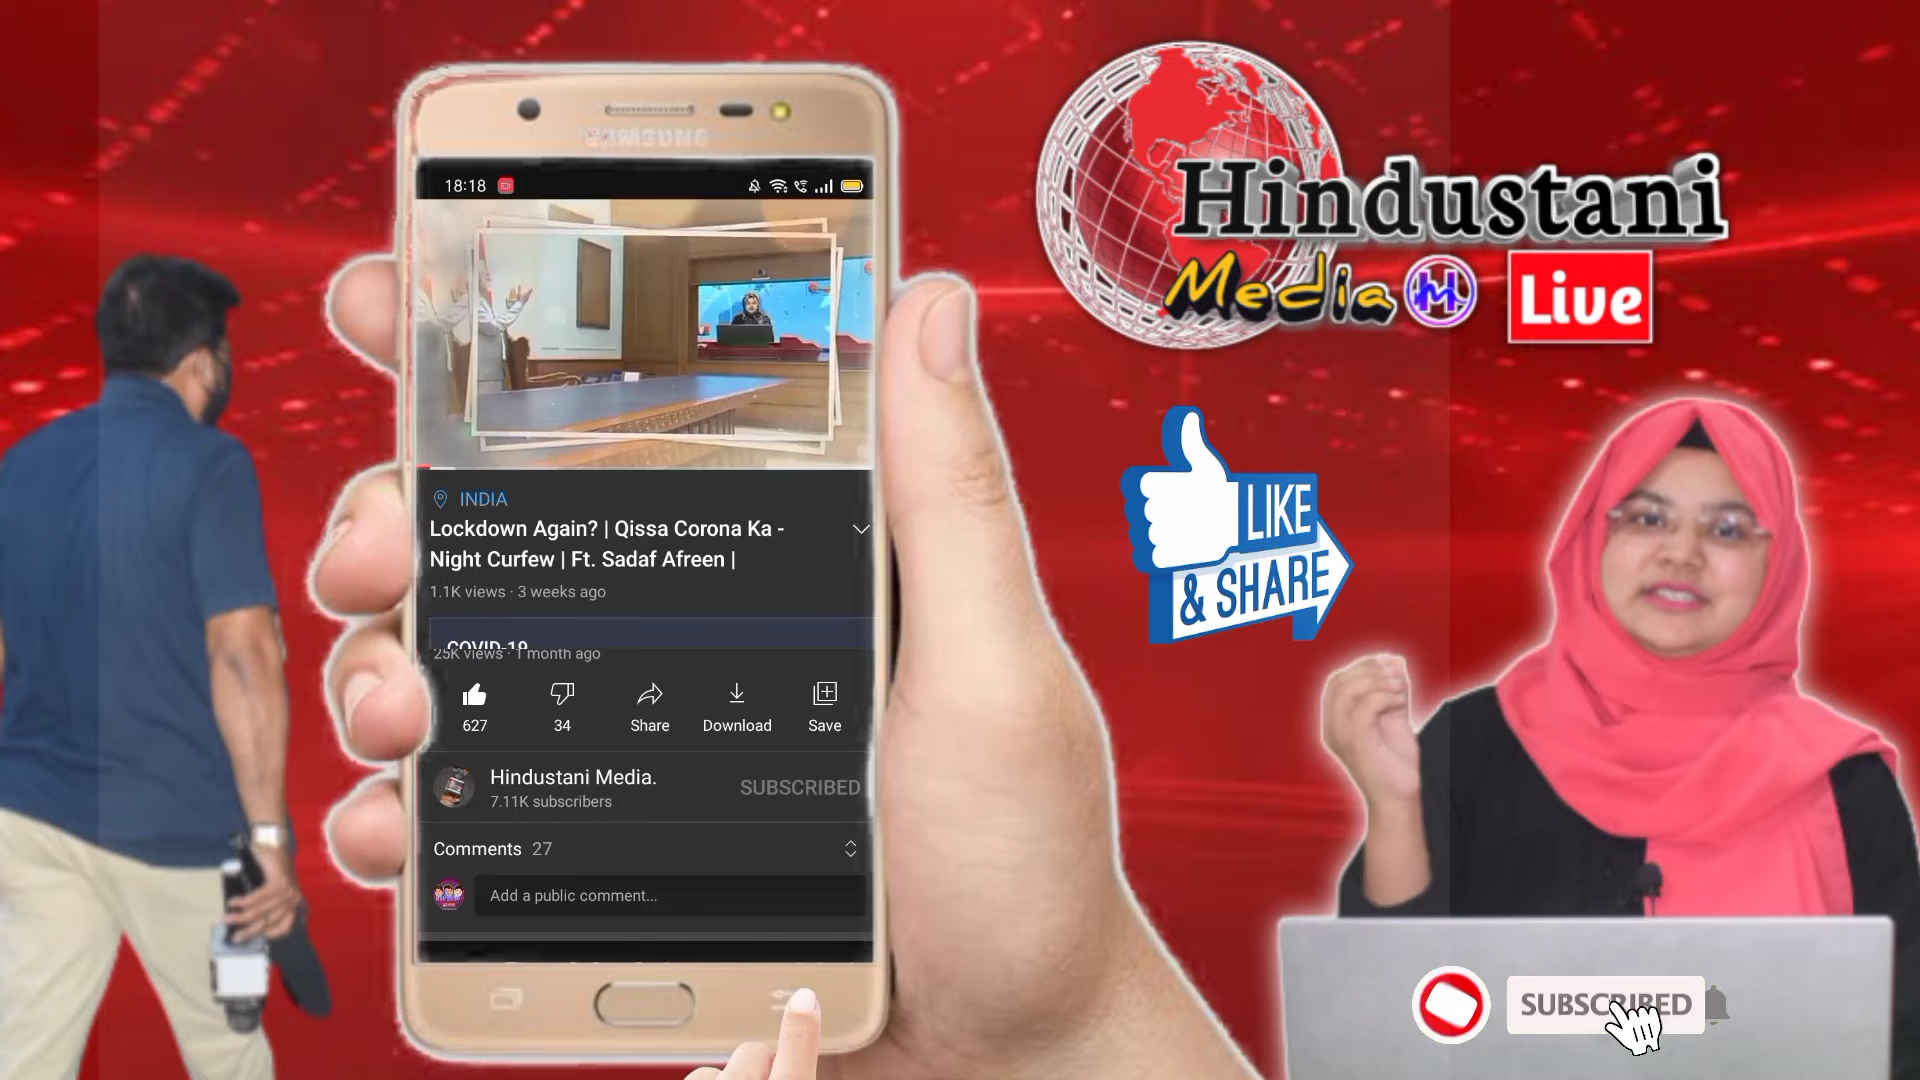 SAMSUNG
18:18
INDIA
Lockdown Again? | Qissa Corona Ka -
Night Curfew | Ft. Sadaf Afreen |
1.1K views · 3 weeks ago
COVID-19
25K views · 1 month ago
627
34
Share
Download
Save
Hindustani Media.
7.11K subscribers
SUBSCRIBED
Comments 27
Add a public comment...
Hindustani
Media
Live
LIKE
& SHARE
SUBSCRIBED